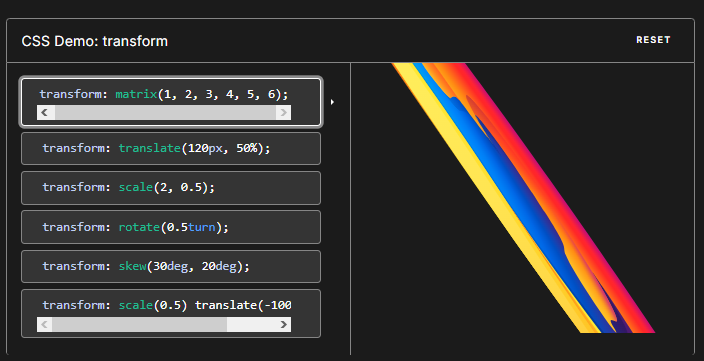 CSS Demo: transform
RESET
transform: matrix(1, 2, 3, 4, 5, 6);
transform: translate(120px, 50%);
transform: scale(2, 0.5);
transform: rotate(0.5turn);
transform: skew(30deg, 20deg);
transform: scale(0.5) translate(-100